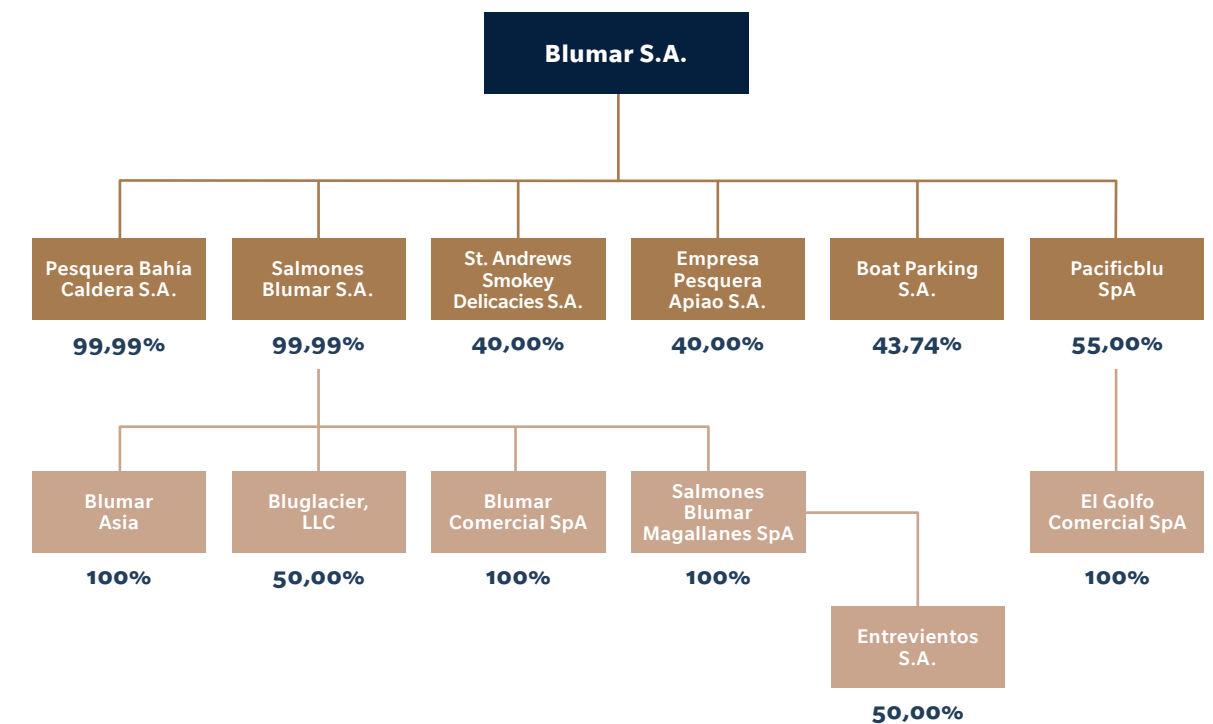 Blumar S.A.
Pesquera Bahía
Caldera S.A.
99,99%
Salmones
Blumar S.A.
99,99%
St. Andrews
Smokey
Delicacies S.A.
40,00%
Empresa
Pesquera
Apiao S.A.
40,00%
Boat Parking
S.A.
43,74%
Pacificblu
SpA
55,00%
Blumar
Asia
100%
Bluglacier,
LLC
50,00%
Blumar
Comercial SpA
100%
Salmones
Blumar
Magallanes SpA
100%
El Golfo
Comercial SpA
100%
Entrevientos
S.A.
50,00%